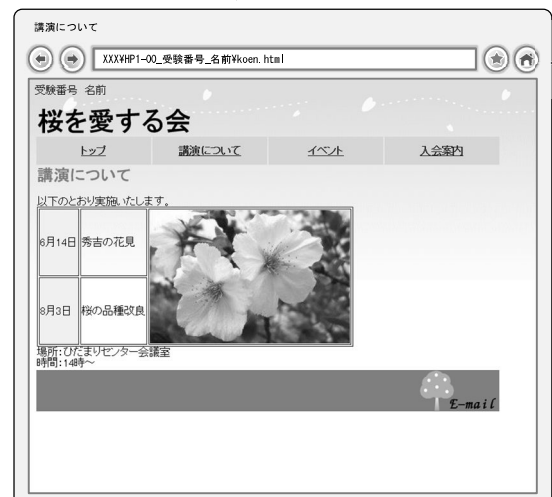 講演について
XXX¥HP1-00_受験番号_名前¥koen.html
受験番号 名前
桜を愛する会
トップ 講演について イベント 入会案内
講演について
以下のとおり実施いたします。
6月14日 秀吉の花見
8月3日 桜の品種改良
場所:ひだまりセンター会議室
時間:14時～
E-mail